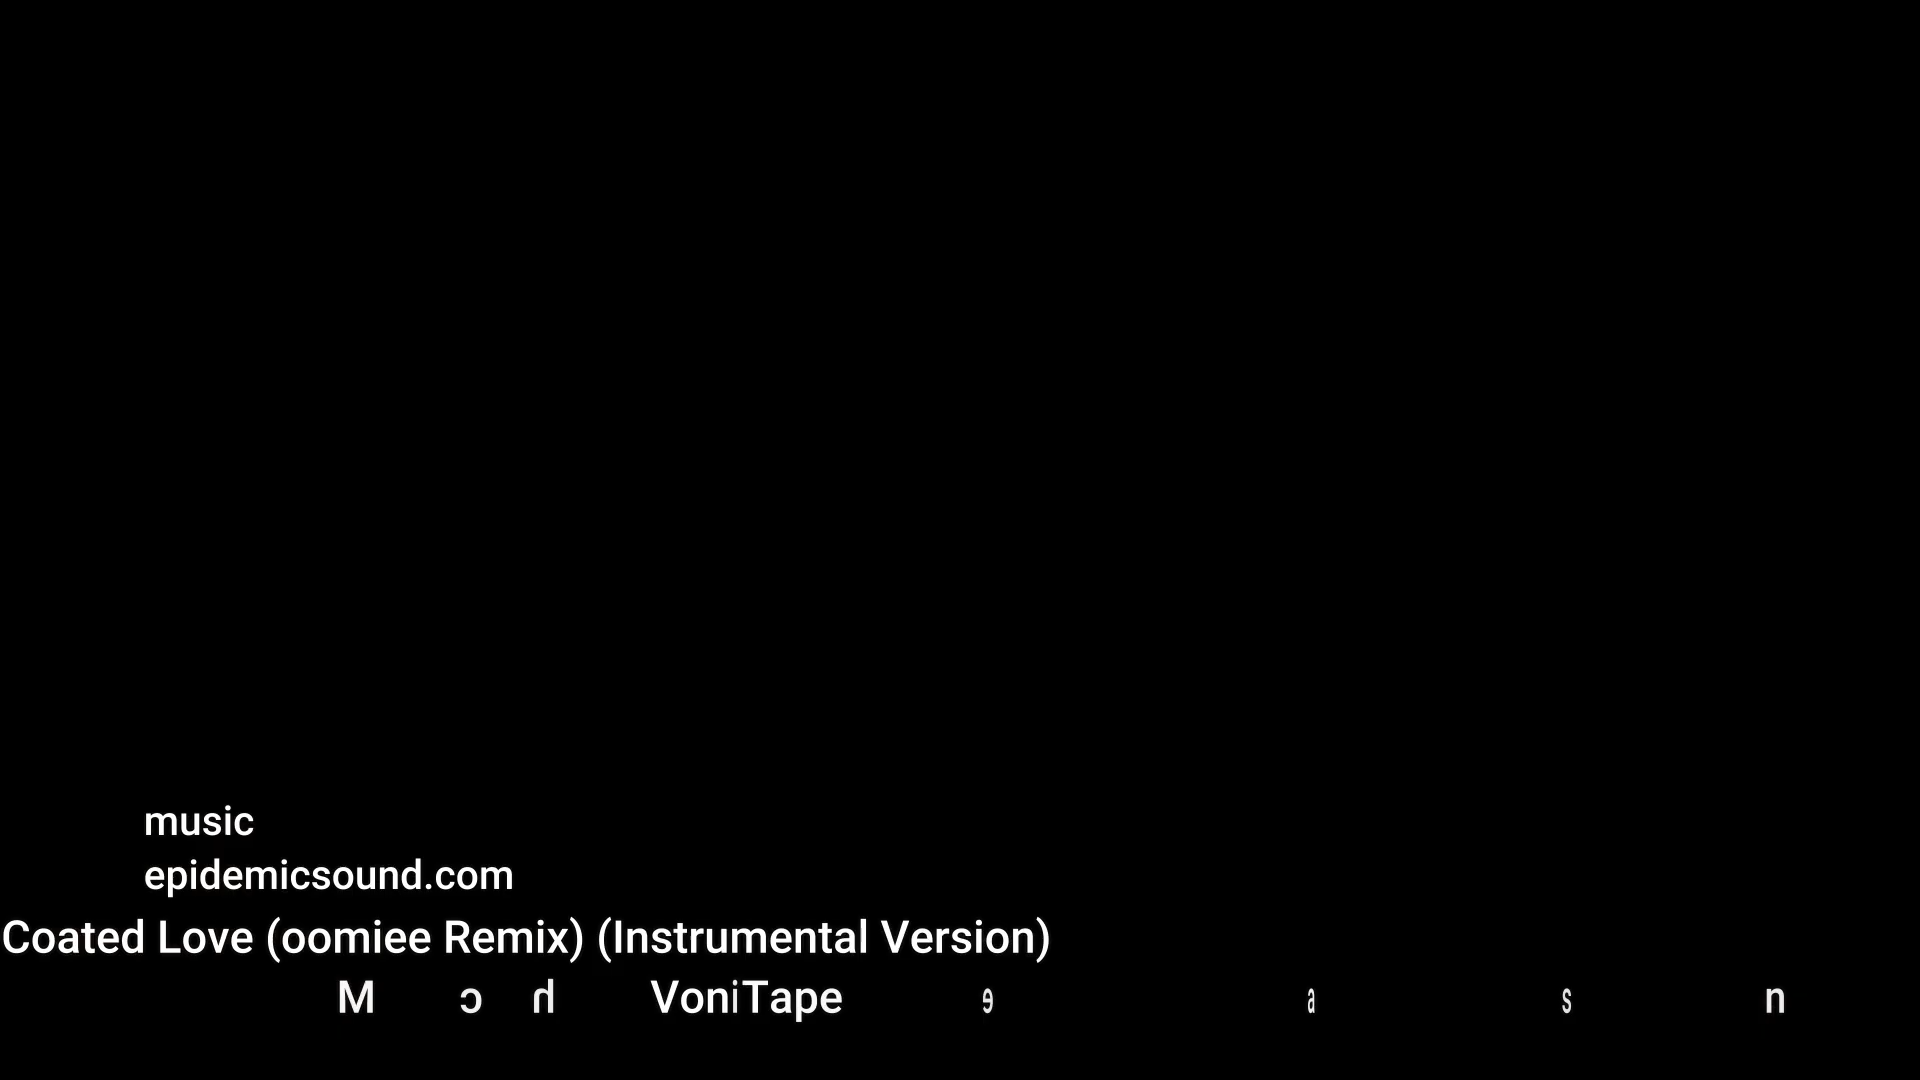 music
epidemicsound.com
Coated Love (oomiee Remix) (Instrumental Version)
VoniTape